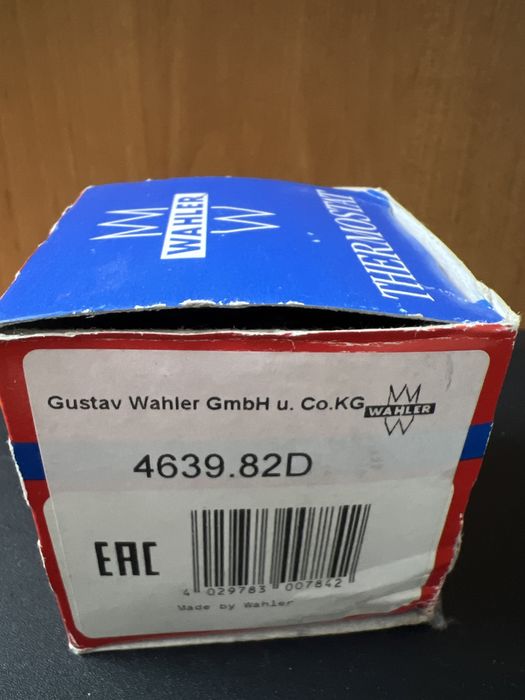 WAHLER
THERMOSTAT
Gustav Wahler GmbH u. Co.KG
WAHLER
4639.82D
EAC
4 029783 007842
Made by Wahler